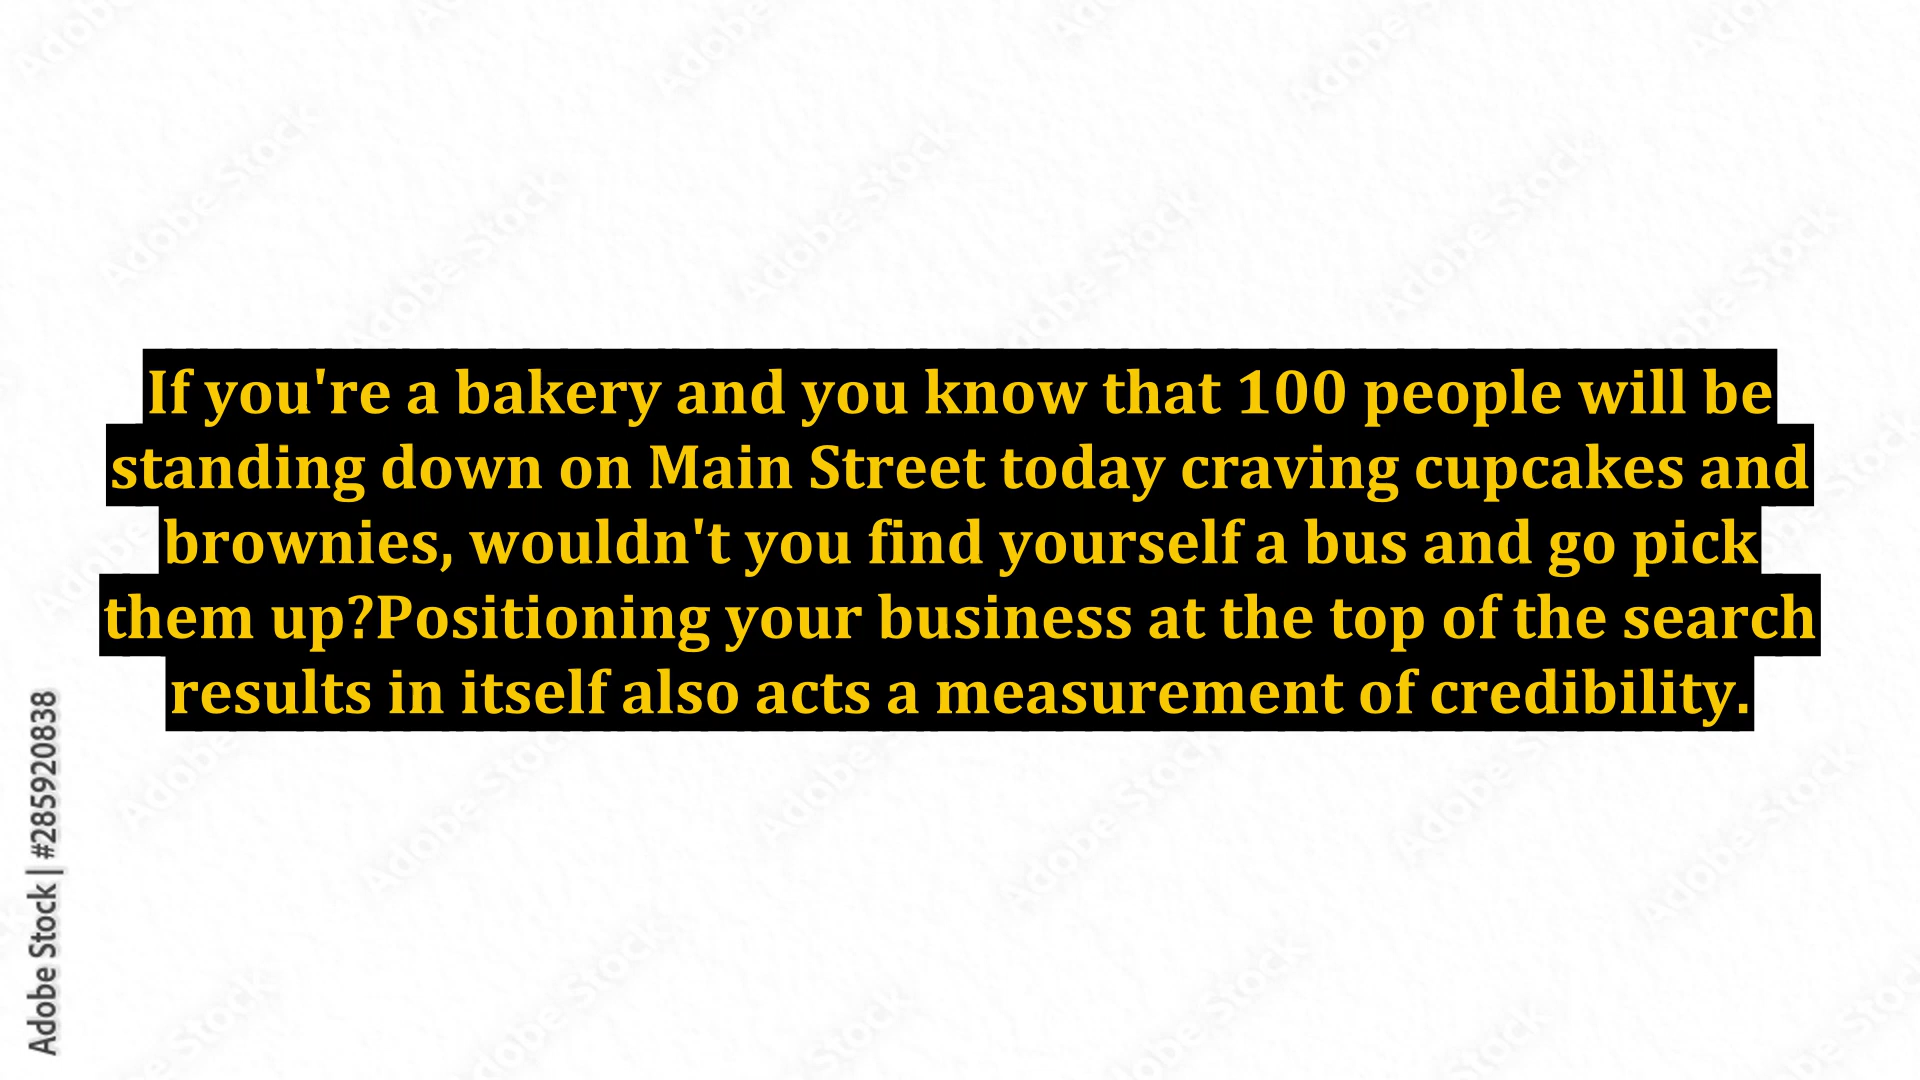 If you're a bakery and you know that 100 people will be
standing down on Main Street today craving cupcakes and
brownies, wouldn't you find yourself a bus and go pick
them up?Positioning your business at the top of the search
results in itself also acts a measurement of credibility.
Adobe Stock | #285920838